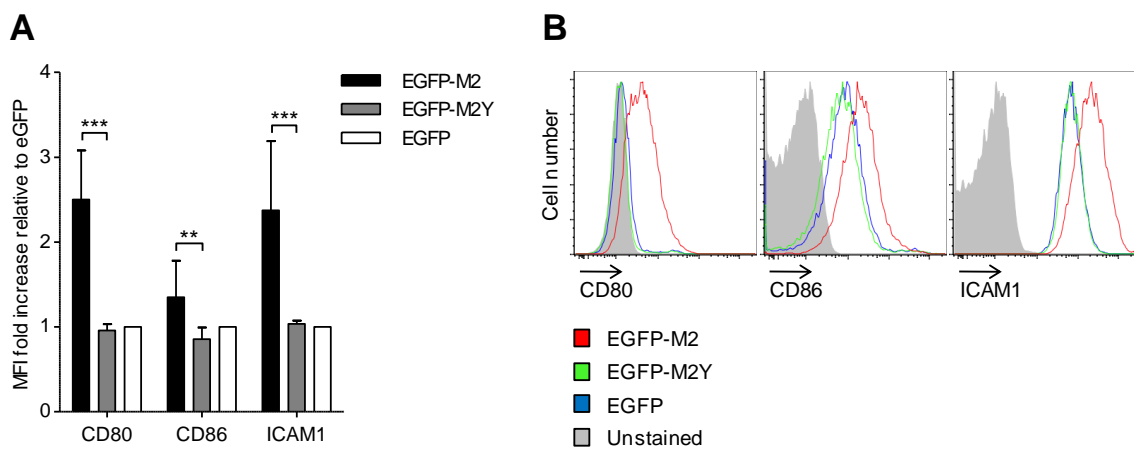 A
MFI fold increase relative to eGFP
4
3
2
1
0
***
**
***
CD80
CD86
ICAM1
EGFP-M2
EGFP-M2Y
EGFP
B
Cell number
CD80
CD86
ICAM1
EGFP-M2
EGFP-M2Y
EGFP
Unstained